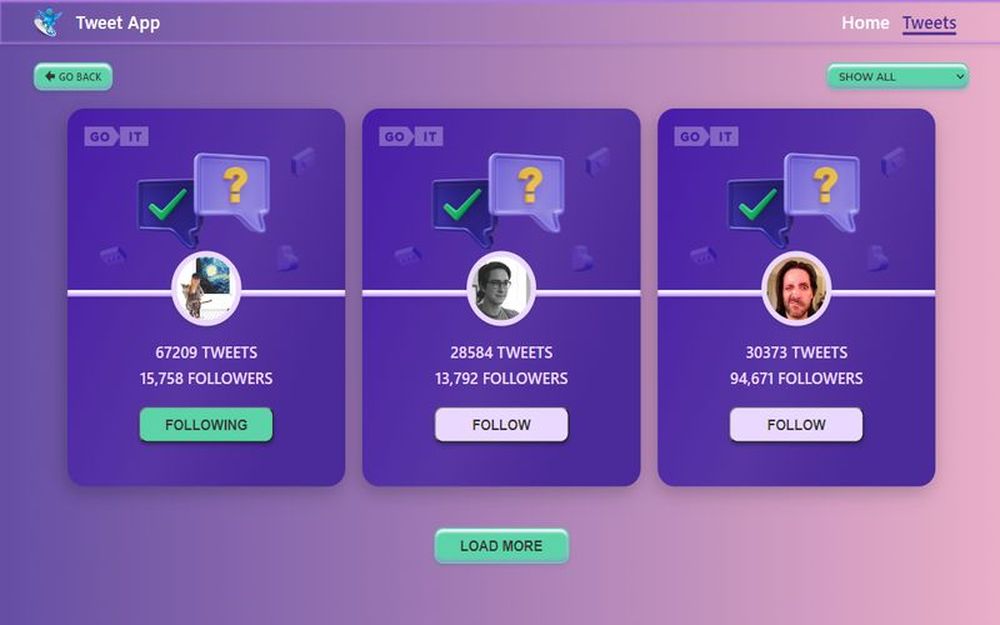 Tweet App
Home Tweets
GO BACK
SHOW ALL
GO IT
GO IT
GO IT
?
?
?
67209 TWEETS
15,758 FOLLOWERS
FOLLOWING
28584 TWEETS
13,792 FOLLOWERS
FOLLOW
30373 TWEETS
94,671 FOLLOWERS
FOLLOW
LOAD MORE